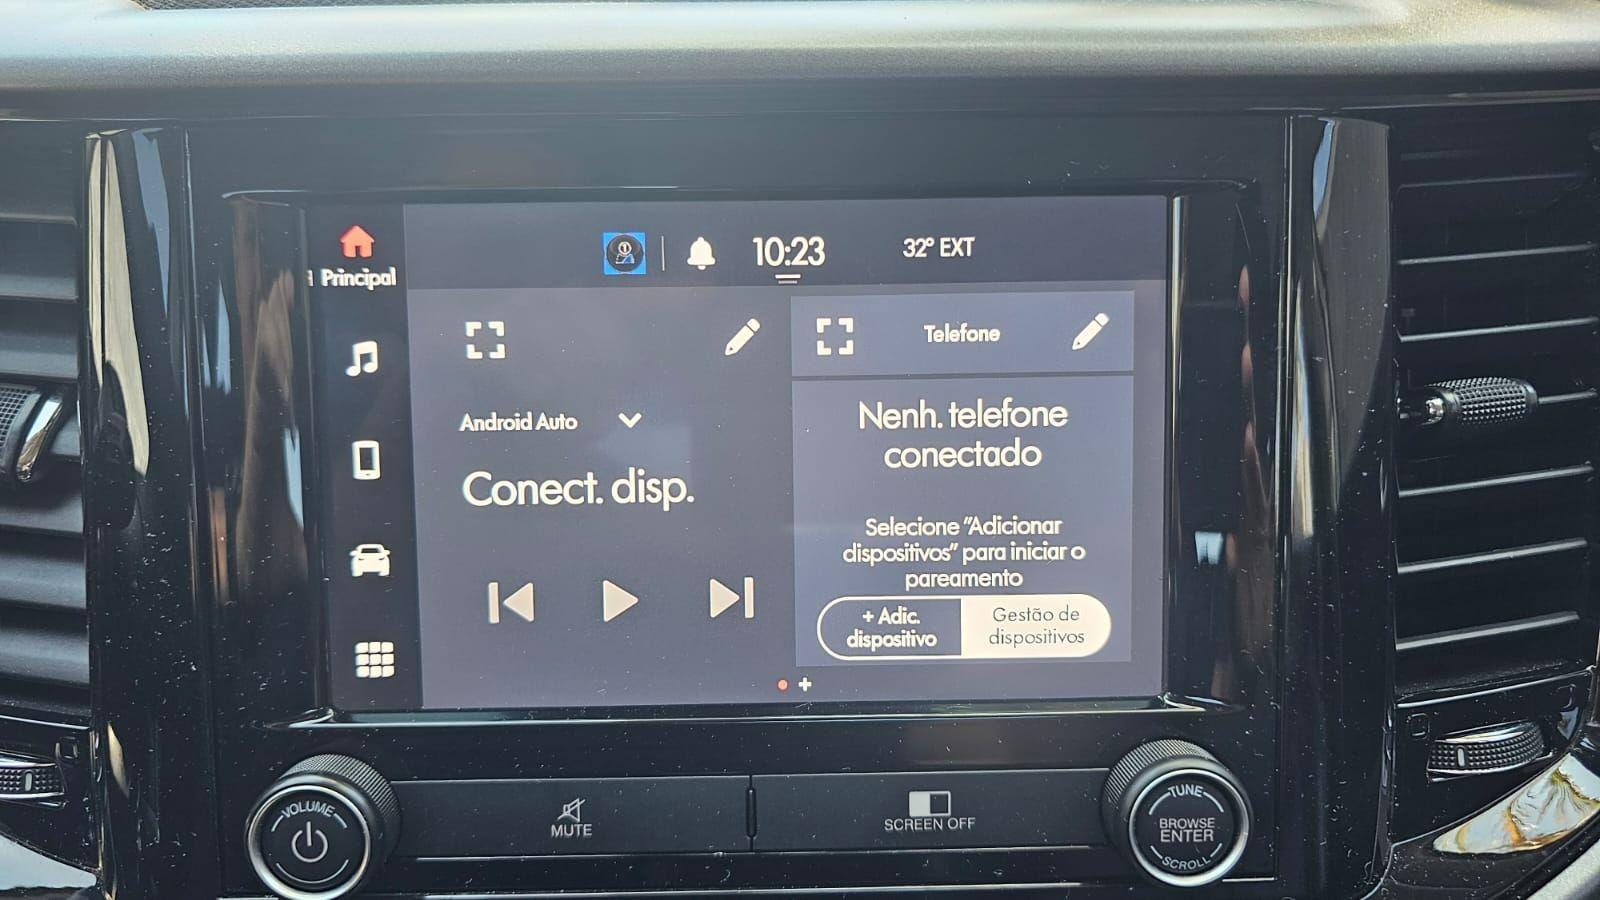 Principal
10:23
32° EXT
Telefone
Android Auto
Conect. disp.
Nenh. telefone
conectado
Selecione "Adicionar
dispositivos" para iniciar o
pareamento
+ Adic.
dispositivo
Gestão de
dispositivos
VOLUME
MUTE
SCREEN OFF
TUNE
BROWSE
ENTER
SCROLL